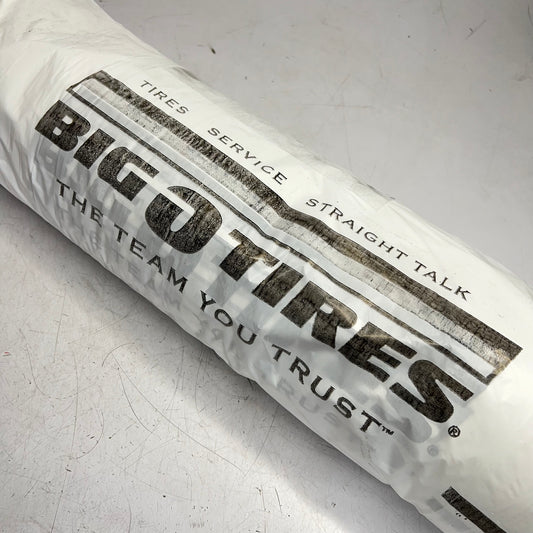 TIRES SERVICE STRAIGHT TALK
BIG O TIRES®
THE TEAM YOU TRUST™